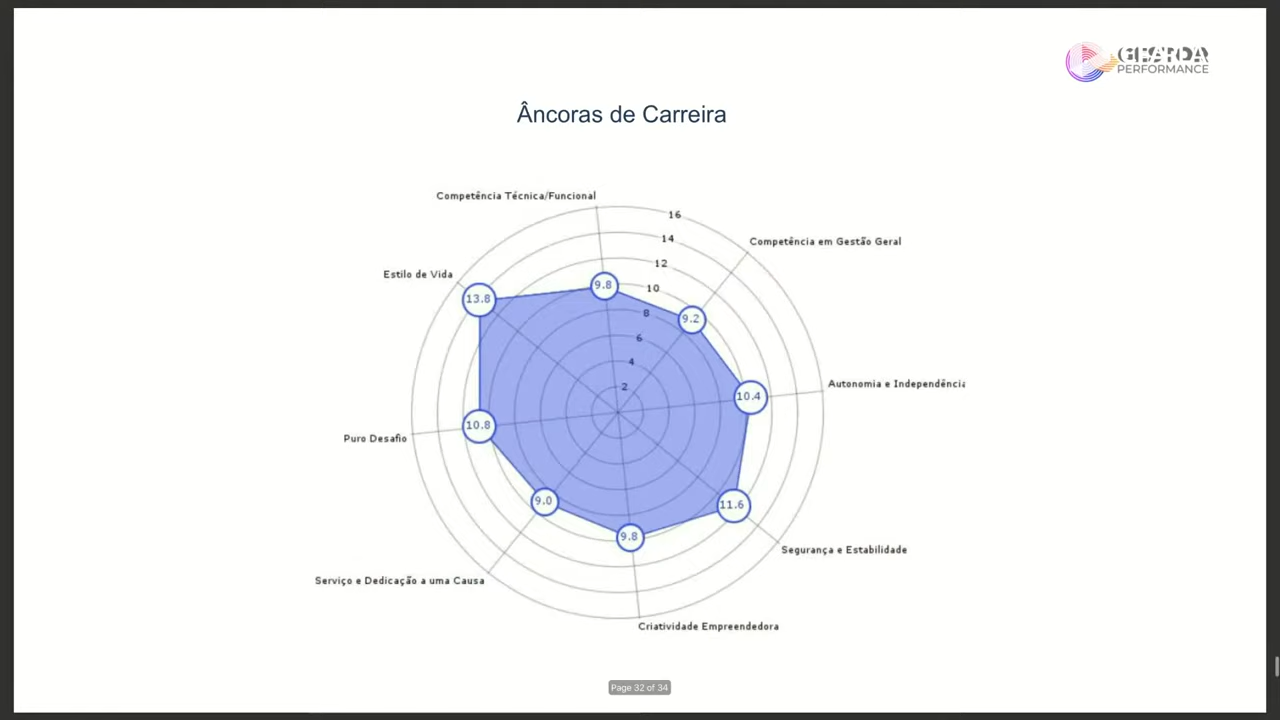 PERFORMANCE
Âncoras de Carreira
Competência Técnica/Funcional
16
14
12
10
8
6
4
2
Competência em Gestão Geral
Estilo de Vida
13.8
9.8
9.2
Autonomia e Independência
10.4
Puro Desafio
10.8
11.6
9.0
9.8
Segurança e Estabilidade
Serviço e Dedicação a uma Causa
Criatividade Empreendedora
Page 32 of 34